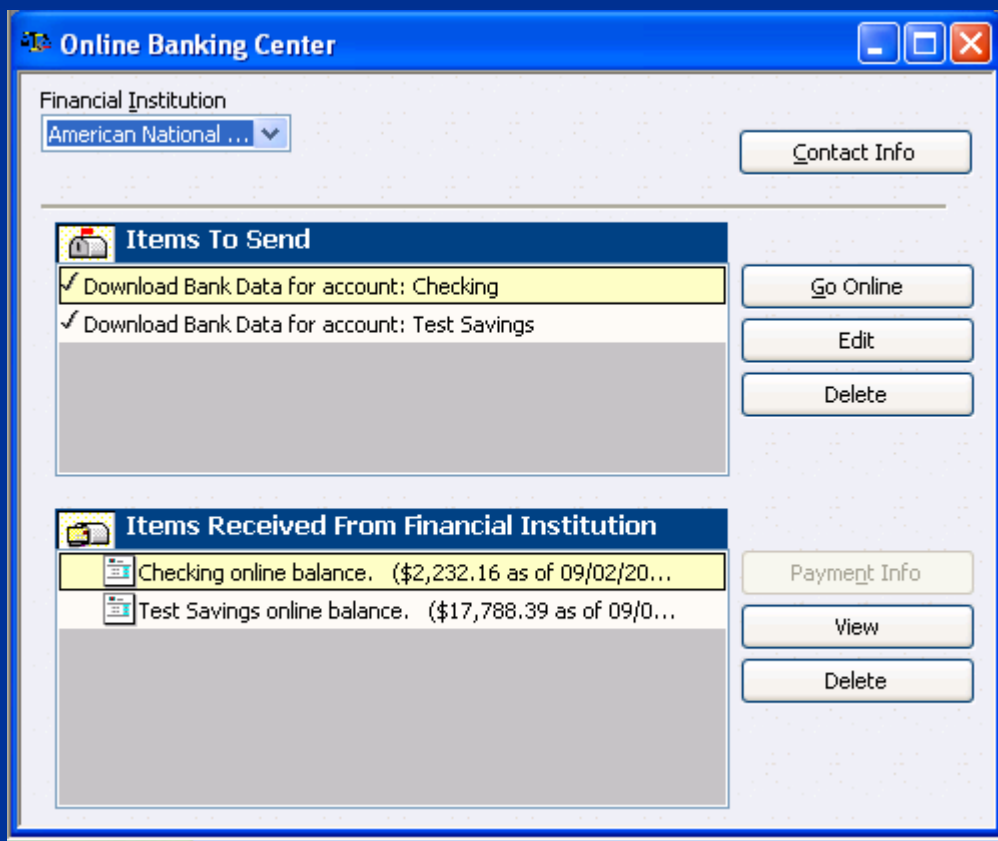 Online Banking Center
Financial Institution
American National ...
Contact Info
Items To Send
Download Bank Data for account: Checking
Download Bank Data for account: Test Savings
Go Online
Edit
Delete
Items Received From Financial Institution
Checking online balance. ($2,232.16 as of 09/02/20...
Test Savings online balance. ($17,788.39 as of 09/0...
Payment Info
View
Delete